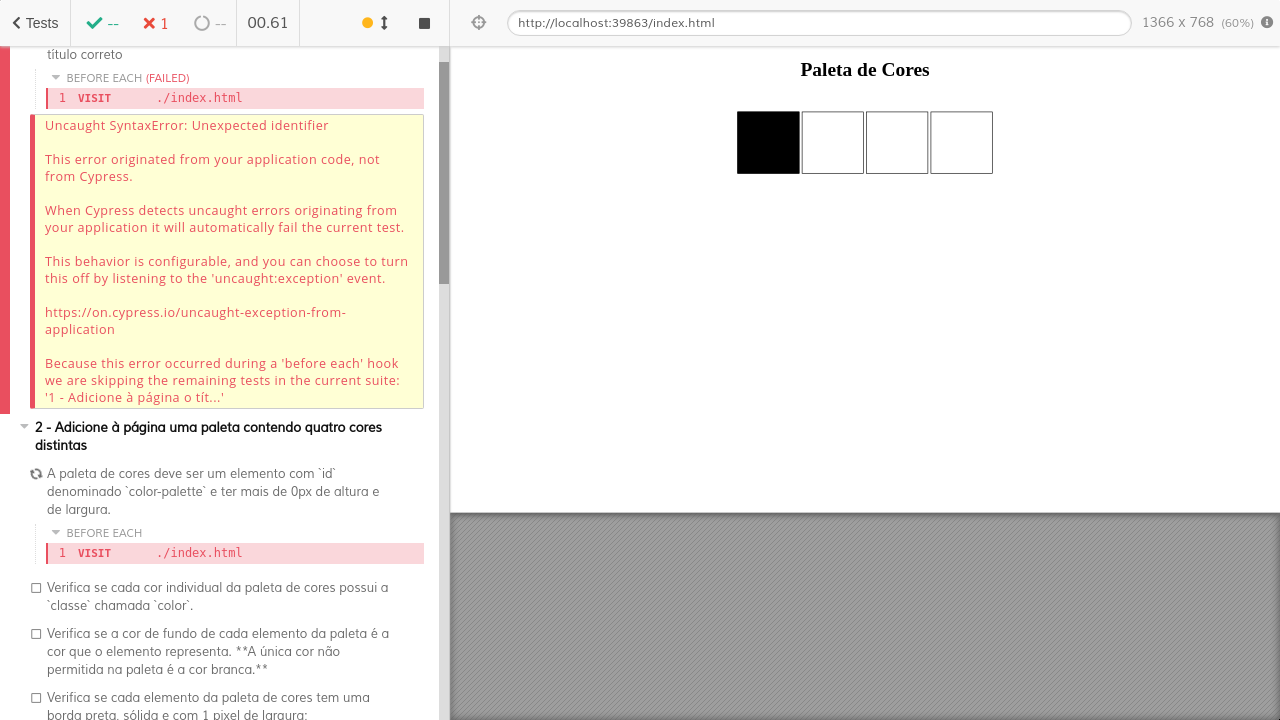 Tests
--
1
--
00.61
http://localhost:39863/index.html
1366 x 768 (60%)
título correto
BEFORE EACH (FAILED)
1 VISIT ./index.html
Uncaught SyntaxError: Unexpected identifier
This error originated from your application code, not
from Cypress.
When Cypress detects uncaught errors originating from
your application it will automatically fail the current test.
This behavior is configurable, and you can choose to turn
this off by listening to the 'uncaught:exception' event.
https://on.cypress.io/uncaught-exception-from-
application
Because this error occurred during a 'before each' hook
we are skipping the remaining tests in the current suite:
'1 - Adicione à página o tít...'
2 - Adicione à página uma paleta contendo quatro cores
distintas
A paleta de cores deve ser um elemento com `id`
denominado `color-palette` e ter mais de 0px de altura e
de largura.
BEFORE EACH
1 VISIT ./index.html
Verifica se cada cor individual da paleta de cores possui a
`classe` chamada `color`.
Verifica se a cor de fundo de cada elemento da paleta é a
cor que o elemento representa. **A única cor não
permitida na paleta é a cor branca.**
Verifica se cada elemento da paleta de cores tem uma
borda preta, sólida e com 1 pixel de largura;
Paleta de Cores